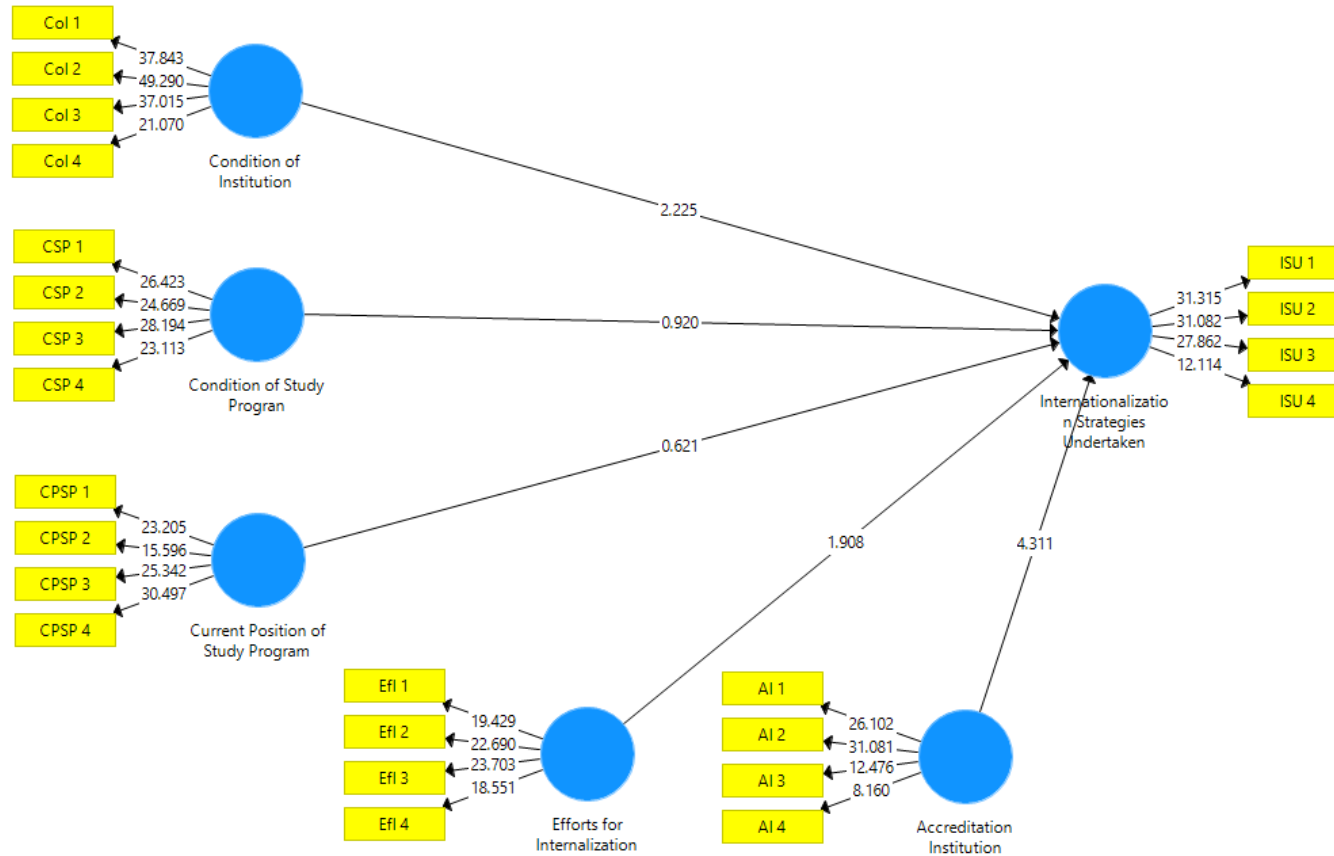 CoI 1
CoI 2
CoI 3
CoI 4
37.843
49.290
37.015
21.070
Condition of
Institution
2.225
CSP 1
CSP 2
CSP 3
CSP 4
26.423
24.669
28.194
23.113
Condition of Study
Progran
0.920
CPSP 1
CPSP 2
CPSP 3
CPSP 4
23.205
15.596
25.342
30.497
Current Position of
Study Program
0.621
EfI 1
EfI 2
EfI 3
EfI 4
19.429
22.690
23.703
18.551
Efforts for
Internalization
1.908
AI 1
AI 2
AI 3
AI 4
26.102
31.081
12.476
8.160
Accreditation
Institution
4.311
Internationalizatio
n Strategies
Undertaken
31.315
31.082
27.862
12.114
ISU 1
ISU 2
ISU 3
ISU 4